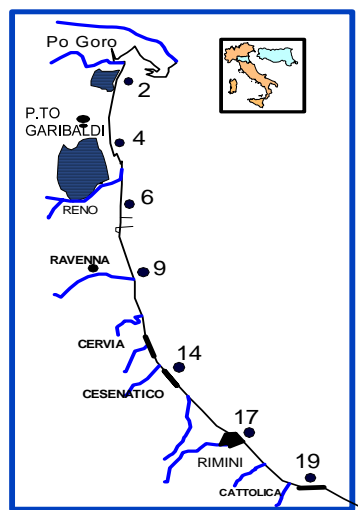 Po Goro
2
P.TO
GARIBALDI
4
6
RENO
RAVENNA
9
CERVIA
14
CESENATICO
17
RIMINI
19
CATTOLICA